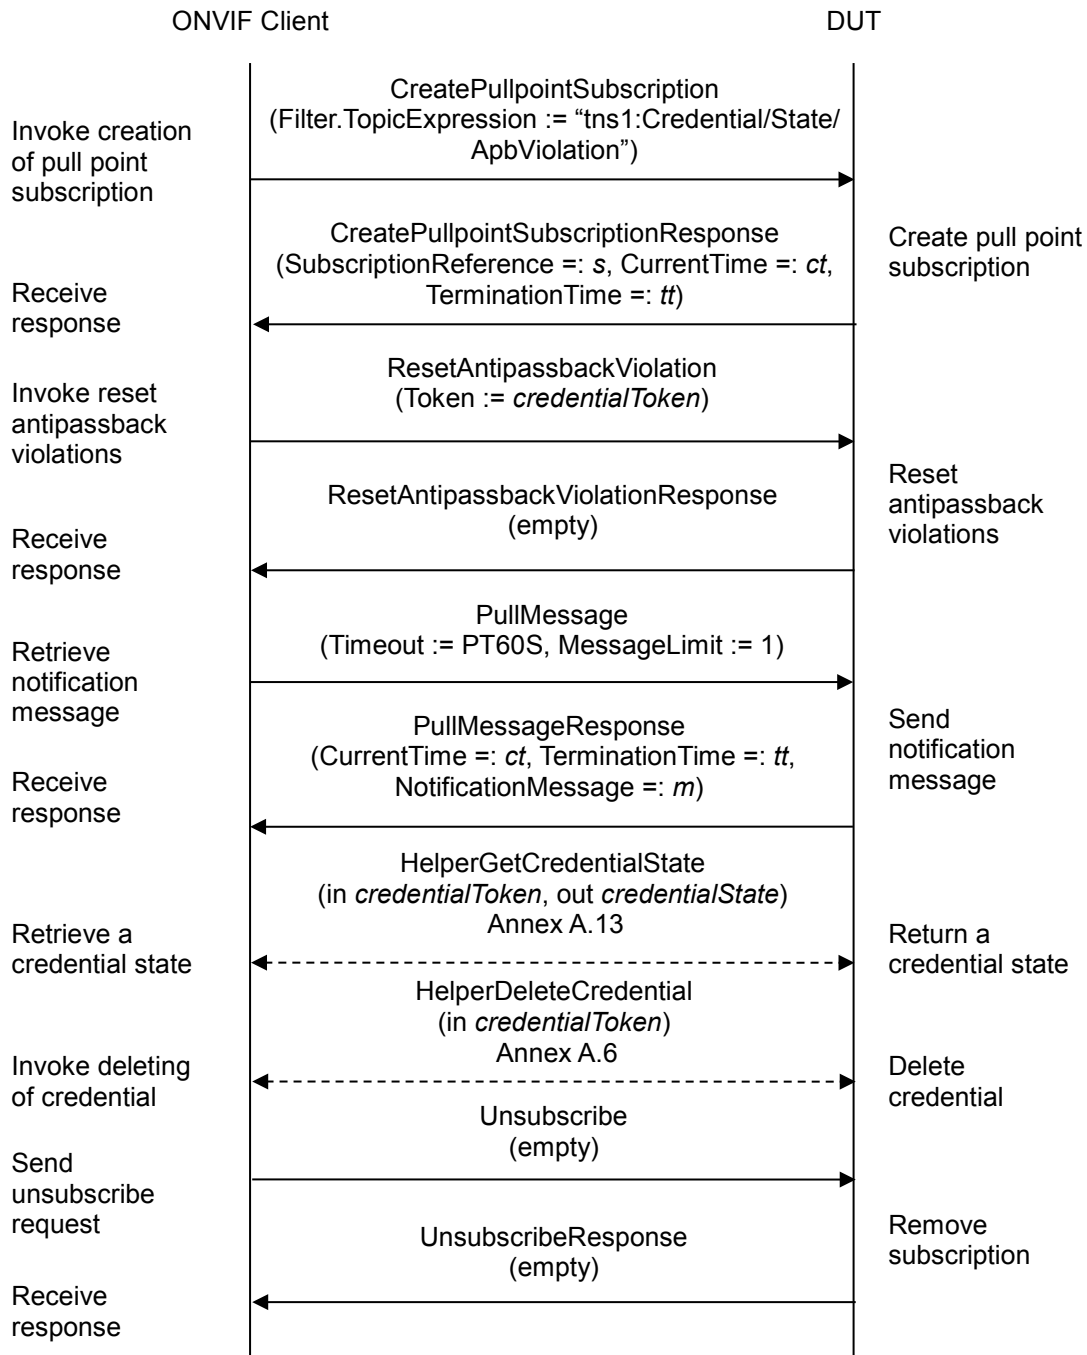 ONVIF Client
DUT
CreatePullpointSubscription
(Filter.TopicExpression := “tns1:Credential/State/
ApbViolation”)
Invoke creation
of pull point
subscription
CreatePullpointSubscriptionResponse
(SubscriptionReference =: s, CurrentTime =: ct,
TerminationTime =: tt)
Create pull point
subscription
Receive
response
ResetAntipassbackViolation
(Token := credentialToken)
Invoke reset
antipassback
violations
ResetAntipassbackViolationResponse
(empty)
Reset
antipassback
violations
Receive
response
PullMessage
(Timeout := PT60S, MessageLimit := 1)
Retrieve
notification
message
PullMessageResponse
(CurrentTime =: ct, TerminationTime =: tt,
NotificationMessage =: m)
Send
notification
message
Receive
response
HelperGetCredentialState
(in credentialToken, out credentialState)
Annex A.13
Retrieve a
credential state
Return a
credential state
HelperDeleteCredential
(in credentialToken)
Annex A.6
Invoke deleting
of credential
Delete
credential
Unsubscribe
(empty)
Send
unsubscribe
request
UnsubscribeResponse
(empty)
Remove
subscription
Receive
response